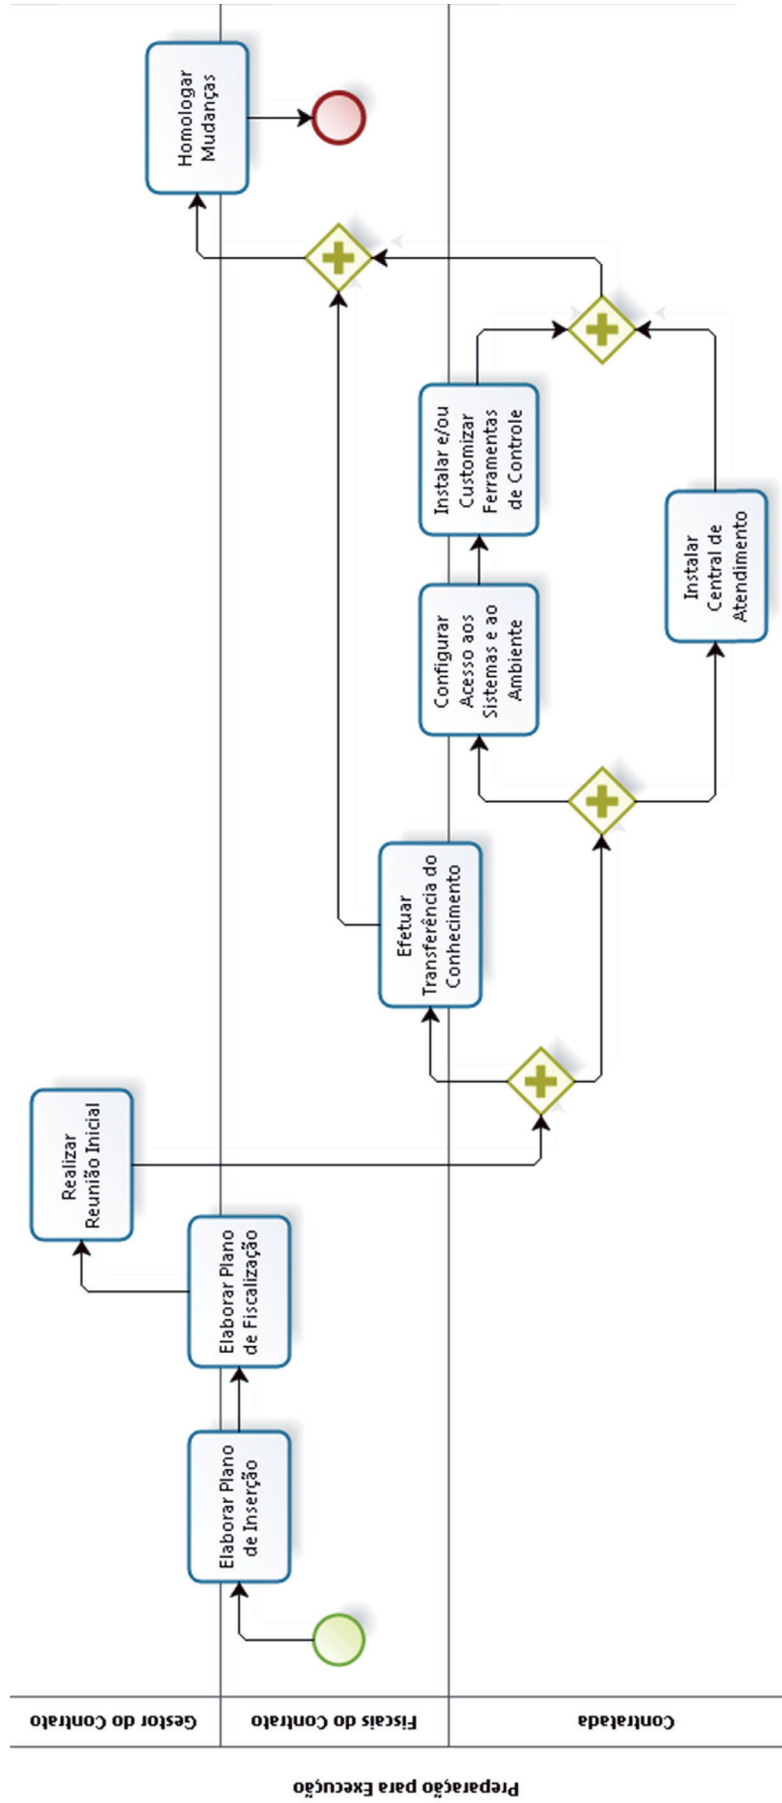 Preparação para Execução
Gestor do Contrato
Fiscais do Contrato
Contratada
Elaborar Plano
de Inserção
Elaborar Plano
de Fiscalização
Realizar
Reunião Inicial
Efetuar
Transferência do
Conhecimento
Configurar
Acesso aos
Sistemas e ao
Ambiente
Instalar e/ou
Customizar
Ferramentas
de Controle
Instalar
Central de
Atendimento
Homologar
Mudanças